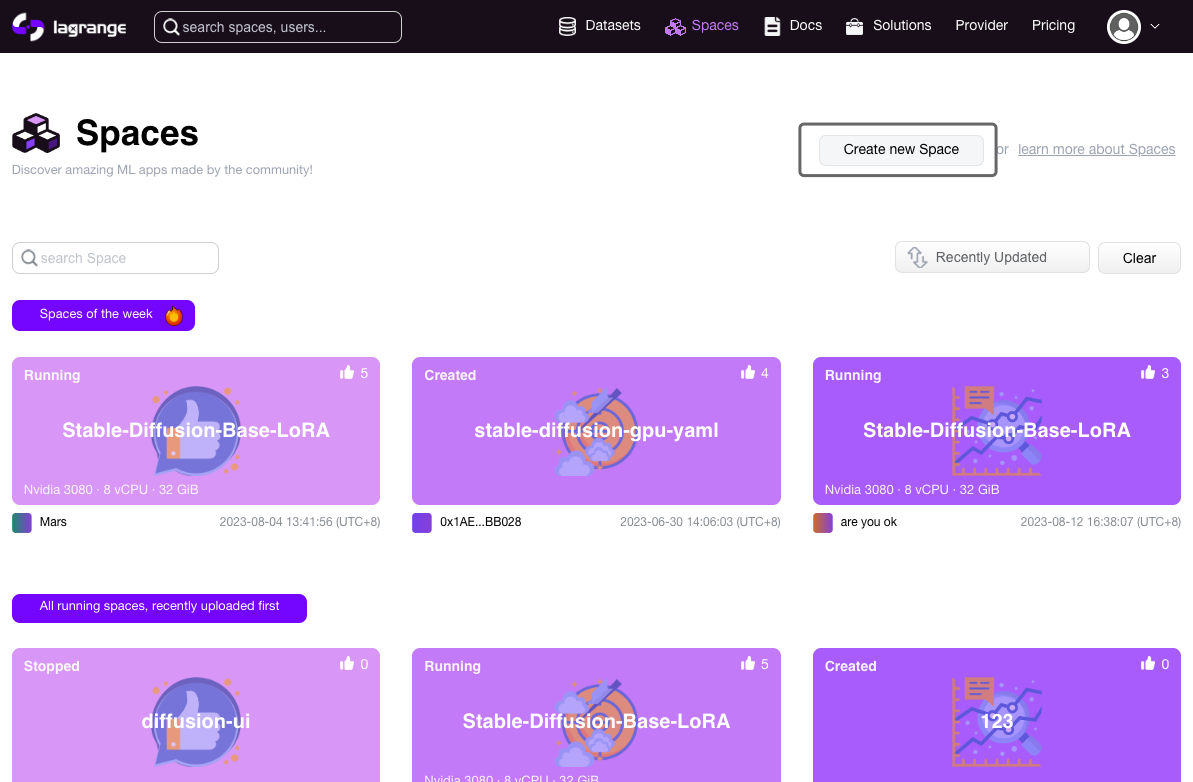 lagrange
search spaces, users...
Datasets
Spaces
Docs
Solutions
Provider
Pricing
Spaces
Discover amazing ML apps made by the community!
Create new Space
or
learn more about Spaces
search Space
Recently Updated
Clear
Spaces of the week
Running
5
Stable-Diffusion-Base-LoRA
Nvidia 3080 · 8 vCPU · 32 GiB
Mars
2023-08-04 13:41:56 (UTC+8)
Created
4
stable-diffusion-gpu-yaml
0x1AE...BB028
2023-06-30 14:06:03 (UTC+8)
Running
3
Stable-Diffusion-Base-LoRA
Nvidia 3080 · 8 vCPU · 32 GiB
are you ok
2023-08-12 16:38:07 (UTC+8)
All running spaces, recently uploaded first
Stopped
0
diffusion-ui
Running
5
Stable-Diffusion-Base-LoRA
Nvidia 3080 · 8 vCPU · 32 GiB
Created
0
123